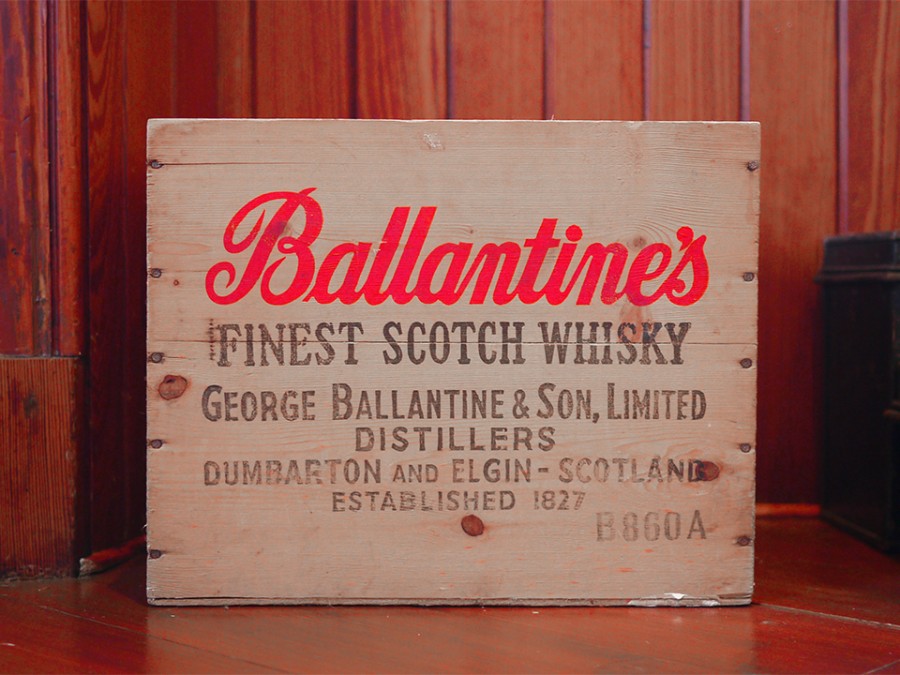 Ballantine's
FINEST SCOTCH WHISKY
GEORGE BALLANTINE & SON, LIMITED
DISTILLERS
DUMBARTON AND ELGIN - SCOTLAND
ESTABLISHED 1827
B860A